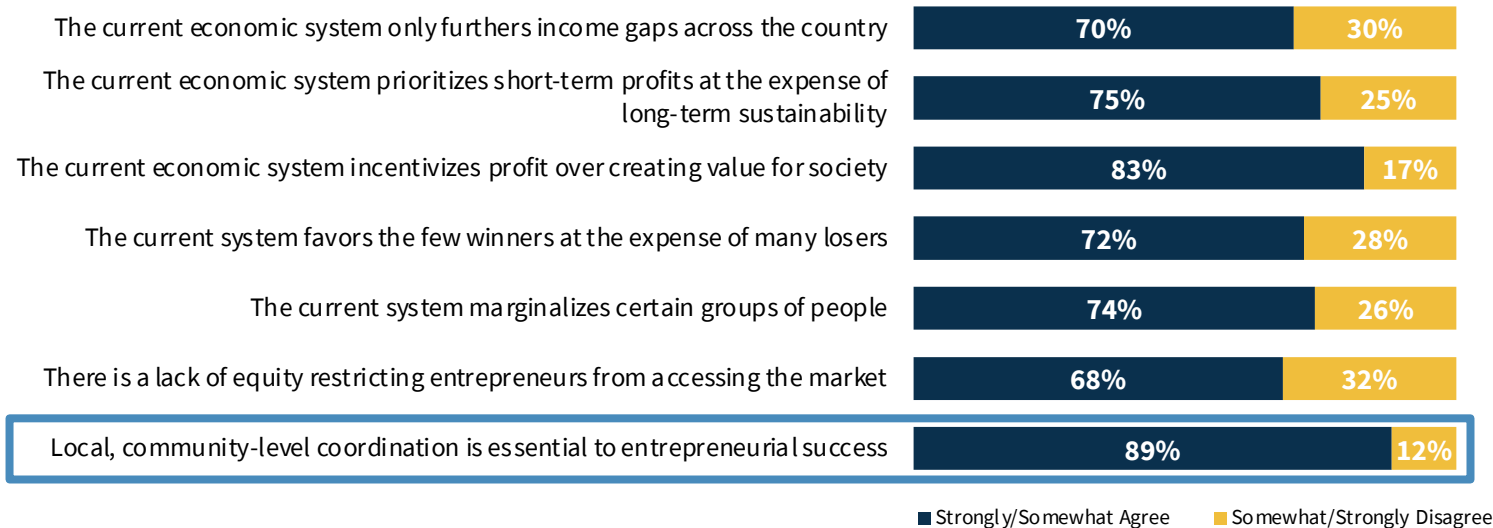 The current economic system only furthers income gaps across the country
70% 30%
The current economic system prioritizes short-term profits at the expense of
long-term sustainability
75% 25%
The current economic system incentivizes profit over creating value for society
83% 17%
The current system favors the few winners at the expense of many losers
72% 28%
The current system marginalizes certain groups of people
74% 26%
There is a lack of equity restricting entrepreneurs from accessing the market
68% 32%
Local, community-level coordination is essential to entrepreneurial success
89% 12%
Strongly/Somewhat Agree Somewhat/Strongly Disagree